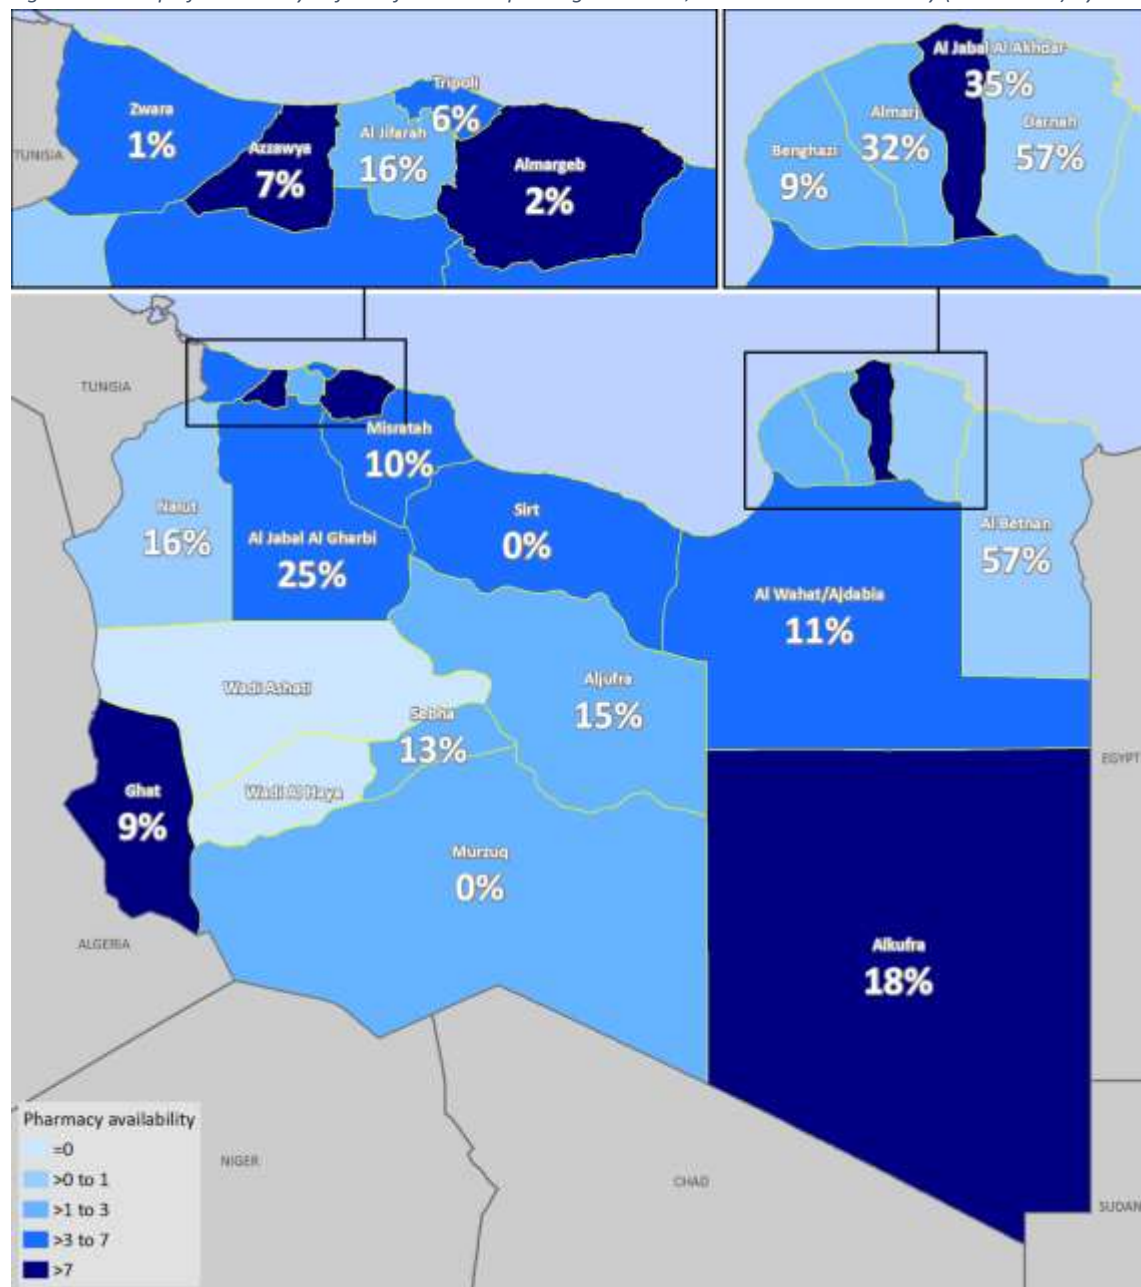 Zwara
1%
TUNISIA
Azzawya
7%
Al Jifarah
16%
Tripoli
6%
Almargeb
2%
Al Jabal Al Akhdar
35%
Almarj
32%
Darnah
57%
Benghazi
9%
TUNISIA
Misratah
10%
Nalut
16%
Al Jabal Al Gharbi
25%
Sirt
0%
Al Betnan
57%
Al Wahat/Ajdabia
11%
Wadi Ashati
Aljufra
15%
Sebha
13%
EGYPT
Ghat
9%
Wadi Al Haya
Murzuq
0%
ALGERIA
Alkufra
18%
Pharmacy availability
=0
>0 to 1
>1 to 3
>3 to 7
>7
NIGER
CHAD
SUDAN